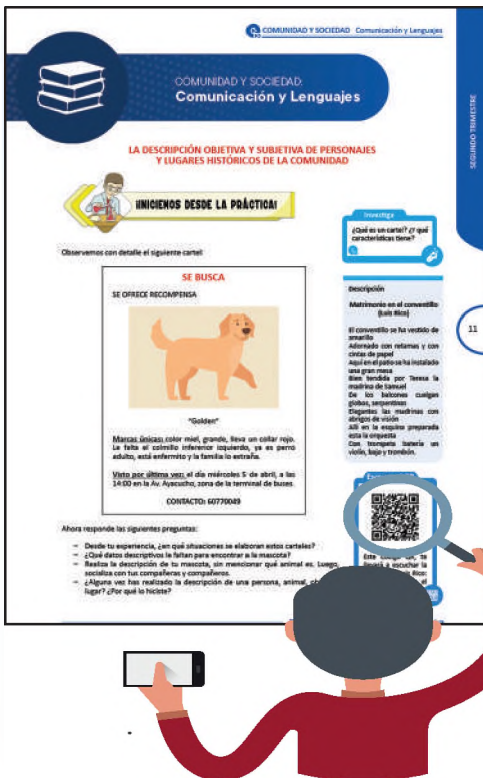 COMUNIDAD Y SOCIEDAD Comunicación y Lenguajes
COMUNIDAD Y SOCIEDAD:
Comunicación y Lenguajes
SEGUNDO TRIMESTRE
LA DESCRIPCIÓN OBJETIVA Y SUBJETIVA DE PERSONAJES
Y LUGARES HISTÓRICOS DE LA COMUNIDAD
¡INICIEMOS DESDE LA PRÁCTICA!
Observemos con detalle el siguiente cartel:
SE BUSCA
SE OFRECE RECOMPENSA
"Golden"
Marcas únicas: color miel, grande, lleva un collar rojo.
Le falta el colmillo inferior izquierdo, ya es perro
adulto, está enfermito y la familia lo extraña.
Visto por última vez: el día miércoles 5 de abril, a las
14:00 en la Av. Ayacucho, zona de la terminal de buses.
CONTACTO: 60770049
Investiga
¿Qué es un cartel? ¿Y qué
características tiene?
Descripción
Matrimonio en el conventillo
(Luis Rico)
El conventillo se ha vestido de
amarillo
Adornado con retamas y con
cintas de papel
Aquí en el patio se ha instalado
una gran mesa
Bien tendida por Teresa la
madrina de Samuel
De los balcones cuelgan
globos, serpentinas
Elegantes las madrinas con
abrigos de visión
Allí en la esquina preparada
esta la orquesta
Con trompeta batería un
violín, bajo y trombón.
11
Este
te
a escuchar la
Rico:
el
Ahora responde las siguientes preguntas:
– Desde tu experiencia, ¿en qué situaciones se elaboran estos carteles?
– ¿Qué datos descriptivos le faltan para encontrar a la mascota?
– Realiza la descripción de tu mascota, sin mencionar qué animal es. Luego,
socializa con tus compañeras y compañeros.
– ¿Alguna vez has realizado la descripción de una persona, animal,
lugar? ¿Por qué lo hiciste?